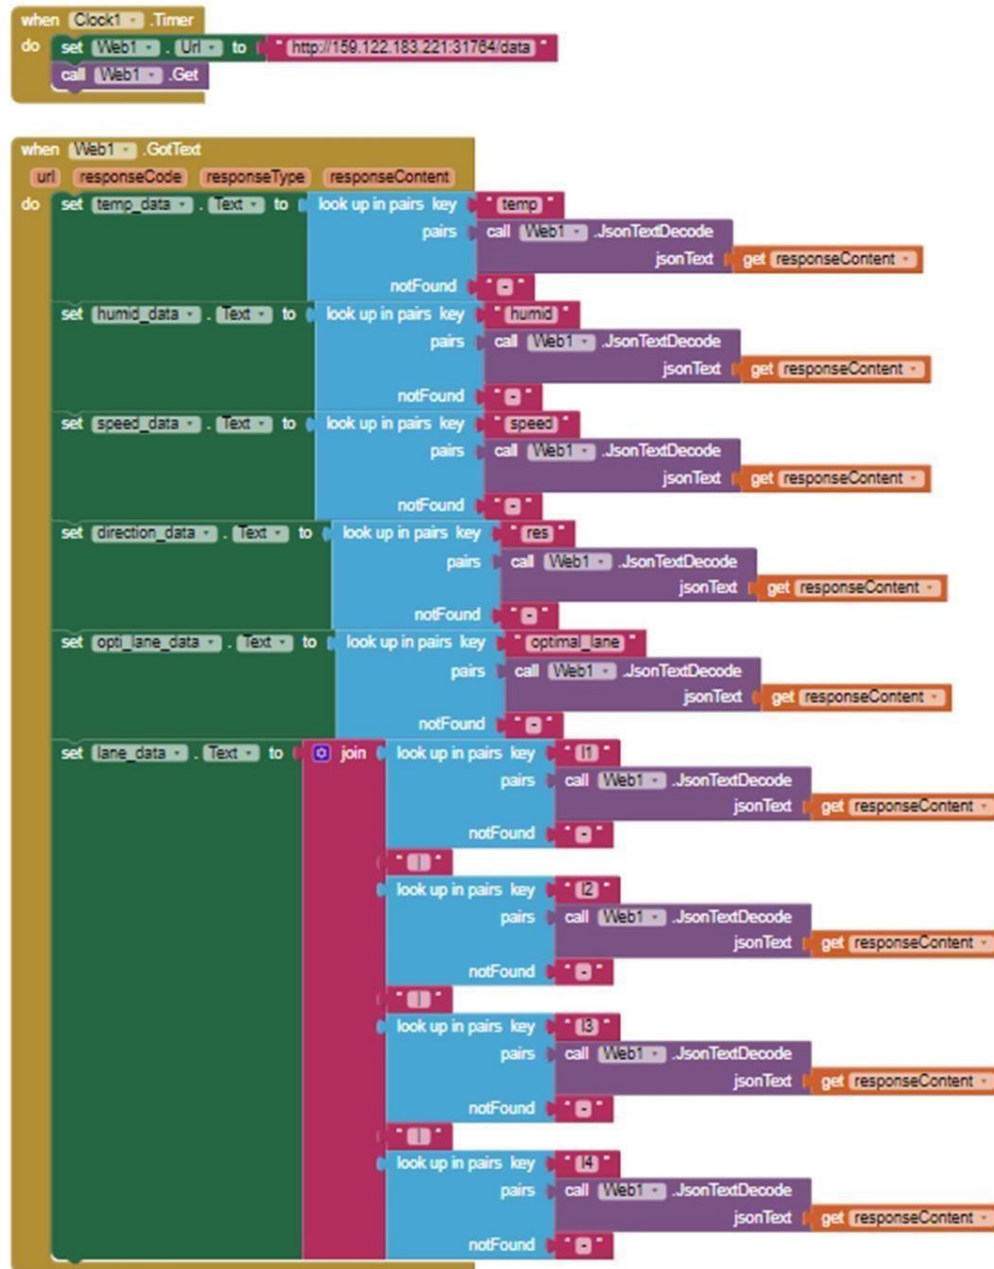 when Clock1 .Timer
do set Web1 . Url to " http://159.122.183.221:31764/data "
call Web1 .Get
when Web1 .GotText
url responseCode responseType responseContent
do set temp_data . Text to look up in pairs key " temp "
pairs call Web1 .JsonTextDecode
jsonText get responseContent
notFound " - "
set humid_data . Text to look up in pairs key " humid "
pairs call Web1 .JsonTextDecode
jsonText get responseContent
notFound " - "
set speed_data . Text to look up in pairs key " speed "
pairs call Web1 .JsonTextDecode
jsonText get responseContent
notFound " - "
set direction_data . Text to look up in pairs key " res "
pairs call Web1 .JsonTextDecode
jsonText get responseContent
notFound " - "
set opti_lane_data . Text to look up in pairs key " optimal_lane "
pairs call Web1 .JsonTextDecode
jsonText get responseContent
notFound " - "
set lane_data . Text to join look up in pairs key " l1 "
pairs call Web1 .JsonTextDecode
jsonText get responseContent
notFound " - "
" | "
look up in pairs key " l2 "
pairs call Web1 .JsonTextDecode
jsonText get responseContent
notFound " - "
" | "
look up in pairs key " l3 "
pairs call Web1 .JsonTextDecode
jsonText get responseContent
notFound " - "
" | "
look up in pairs key " l4 "
pairs call Web1 .JsonTextDecode
jsonText get responseContent
notFound " - "